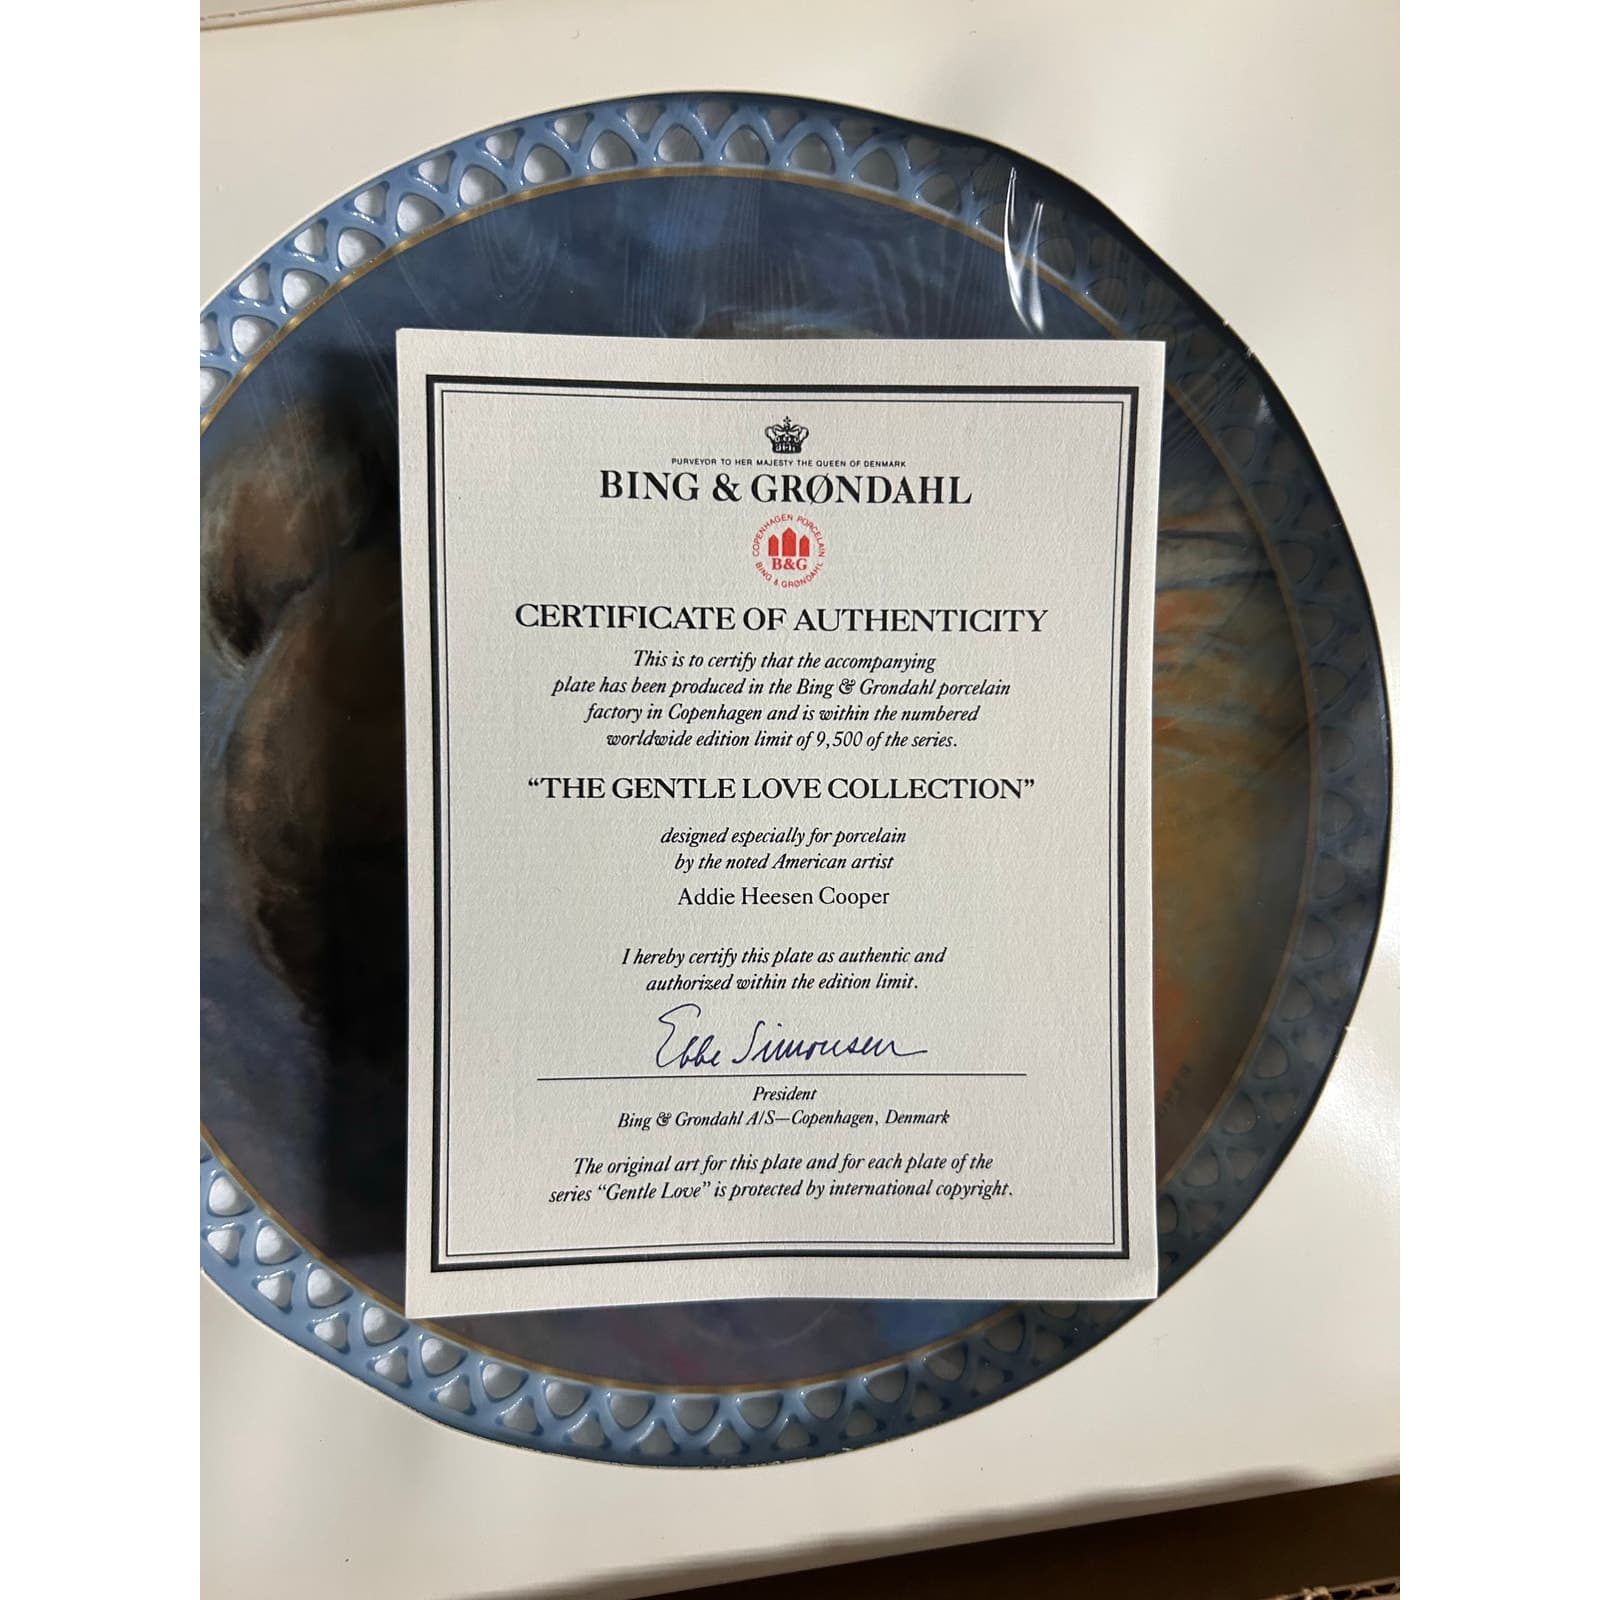 PURVEYOR TO HER MAJESTY THE QUEEN OF DENMARK
BING & GRØNDAHL
COPENHAGEN PORCELAIN
B&G
BING & GRØNDAHL
CERTIFICATE OF AUTHENTICITY
This is to certify that the accompanying
plate has been produced in the Bing & Grondahl porcelain
factory in Copenhagen and is within the numbered
worldwide edition limit of 9,500 of the series.
“THE GENTLE LOVE COLLECTION”
designed especially for porcelain
by the noted American artist
Addie Heesen Cooper
I hereby certify this plate as authentic and
authorized within the edition limit.
Ebbe Simonsen
President
Bing & Grondahl A/S—Copenhagen, Denmark
The original art for this plate and for each plate of the
series “Gentle Love” is protected by international copyright.